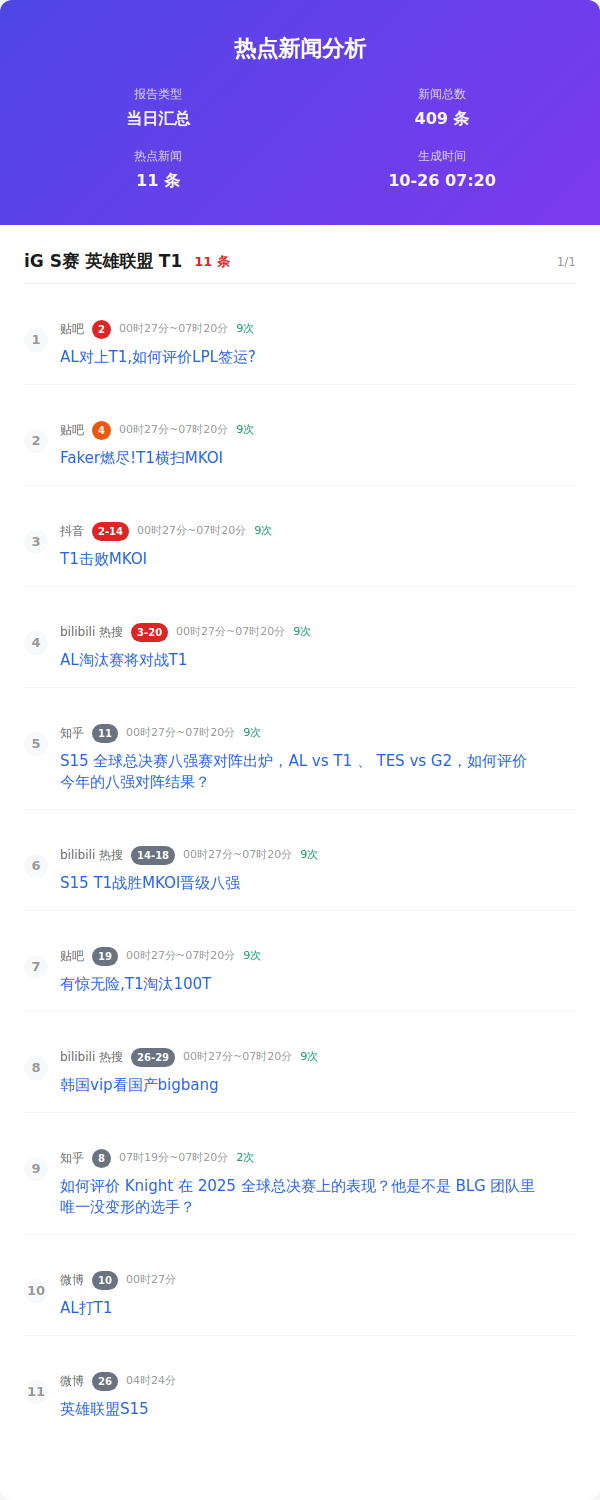 热点新闻分析
报告类型
新闻总数
当日汇总
409 条
热点新闻
生成时间
11 条
10-26 07:20
iG S赛 英雄联盟 T1 11 条 1/1
1
贴吧 2 00时27分~07时20分 9次
AL对上T1,如何评价LPL签运?
2
贴吧 4 00时27分~07时20分 9次
Faker燃尽!T1横扫MKOI
3
抖音 2-14 00时27分~07时20分 9次
T1击败MKOI
4
bilibili 热搜 3-20 00时27分~07时20分 9次
AL淘汰赛将对战T1
5
知乎 11 00时27分~07时20分 9次
S15 全球总决赛八强赛对阵出炉，AL vs T1 、 TES vs G2，如何评价
今年的八强对阵结果？
6
bilibili 热搜 14-18 00时27分~07时20分 9次
S15 T1战胜MKOI晋级八强
7
贴吧 19 00时27分~07时20分 9次
有惊无险,T1淘汰100T
8
bilibili 热搜 26-29 00时27分~07时20分 9次
韩国vip看国产bigbang
9
知乎 8 07时19分~07时20分 2次
如何评价 Knight 在 2025 全球总决赛上的表现？他是不是 BLG 团队里
唯一没变形的选手？
10
微博 10 00时27分
AL打T1
11
微博 26 04时24分
英雄联盟S15